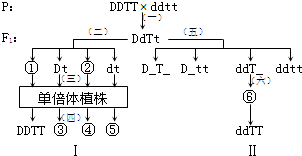 P: DDTT × ddtt
(一)
F₁: (二) DdTt (五)
① Dt ② dt D_T_ D_tt ddT_ ddtt
(三) (六)
单倍体植株 ⑥
(四)
DDTT ③ ④ ⑤ ddTT
Ⅰ Ⅱ